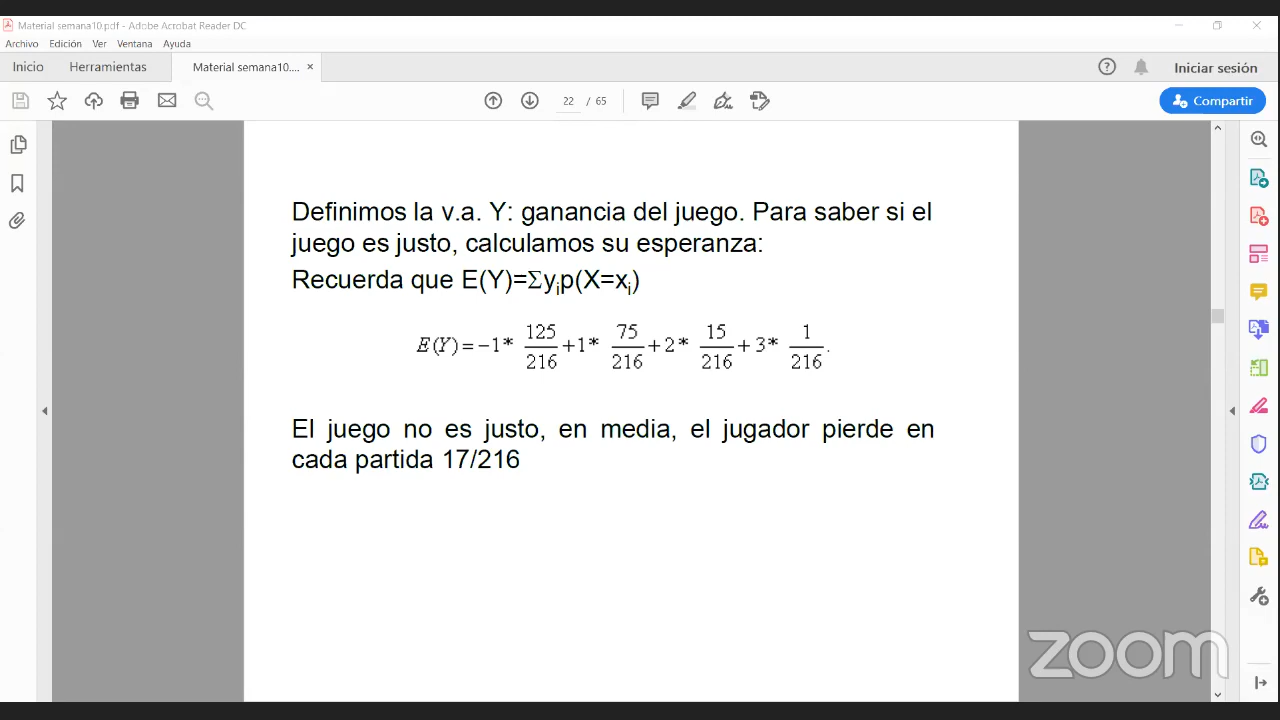 Material semana10.pdf - Adobe Acrobat Reader DC
Archivo Edición Ver Ventana Ayuda
Inicio Herramientas Material semana10.... × Iniciar sesión
22 / 65 Compartir
Definimos la v.a. Y: ganancia del juego. Para saber si el
juego es justo, calculamos su esperanza:
Recuerda que E(Y)=Σyᵢp(X=xᵢ)
E(Y) = −1* 125/216 + 1* 75/216 + 2* 15/216 + 3* 1/216.
El juego no es justo, en media, el jugador pierde en
cada partida 17/216
zoom